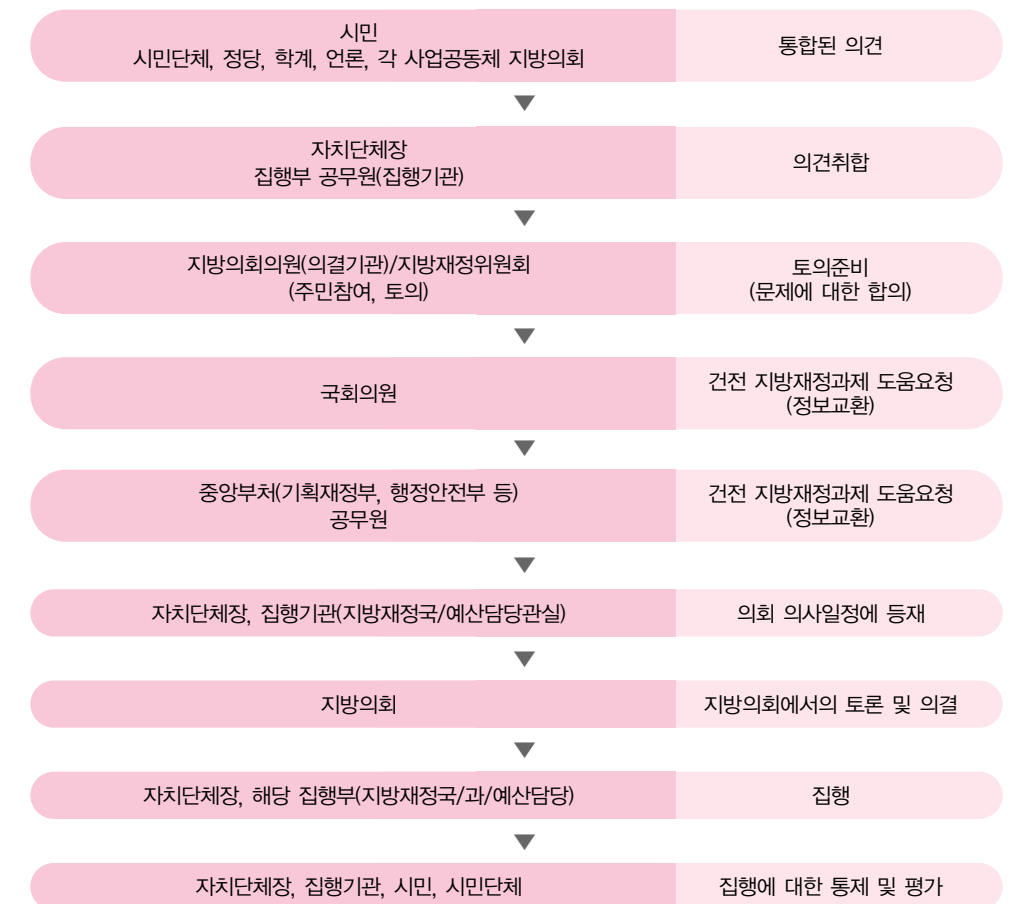 시민
시민단체, 정당, 학계, 언론, 각 사업공동체 지방의회
통합된 의견
자치단체장
집행부 공무원(집행기관)
의견취합
지방의회의원(의결기관)/지방재정위원회
(주민참여, 토의)
토의준비
(문제에 대한 합의)
국회의원
건전 지방재정과제 도움요청
(정보교환)
중앙부처(기획재정부, 행정안전부 등)
공무원
건전 지방재정과제 도움요청
(정보교환)
자치단체장, 집행기관(지방재정국/예산담당관실)
의회 의사일정에 등재
지방의회
지방의회에서의 토론 및 의결
자치단체장, 해당 집행부(지방재정국/과/예산담당)
집행
자치단체장, 집행기관, 시민, 시민단체
집행에 대한 통제 및 평가